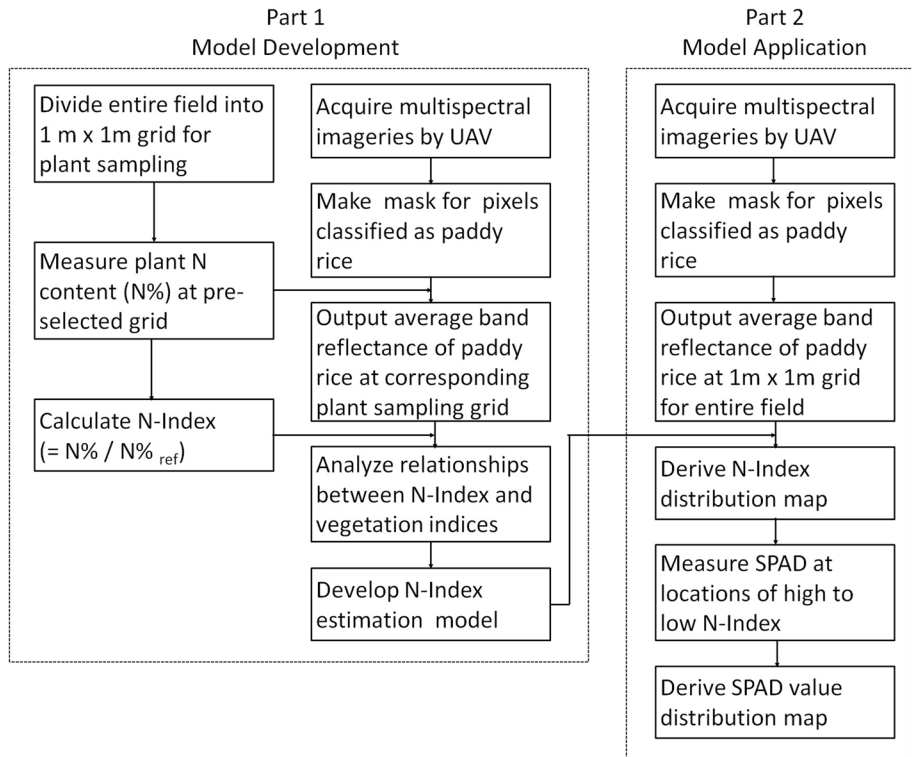 Part 1
Model Development
Divide entire field into
1 m x 1m grid for
plant sampling
Measure plant N
content (N%) at pre-
selected grid
Calculate N-Index
(= N% / N% ref)
Acquire multispectral
imageries by UAV
Make mask for pixels
classified as paddy
rice
Output average band
reflectance of paddy
rice at corresponding
plant sampling grid
Analyze relationships
between N-Index and
vegetation indices
Develop N-Index
estimation model
Part 2
Model Application
Acquire multispectral
imageries by UAV
Make mask for pixels
classified as paddy
rice
Output average band
reflectance of paddy
rice at 1m x 1m grid
for entire field
Derive N-Index
distribution map
Measure SPAD at
locations of high to
low N-Index
Derive SPAD value
distribution map